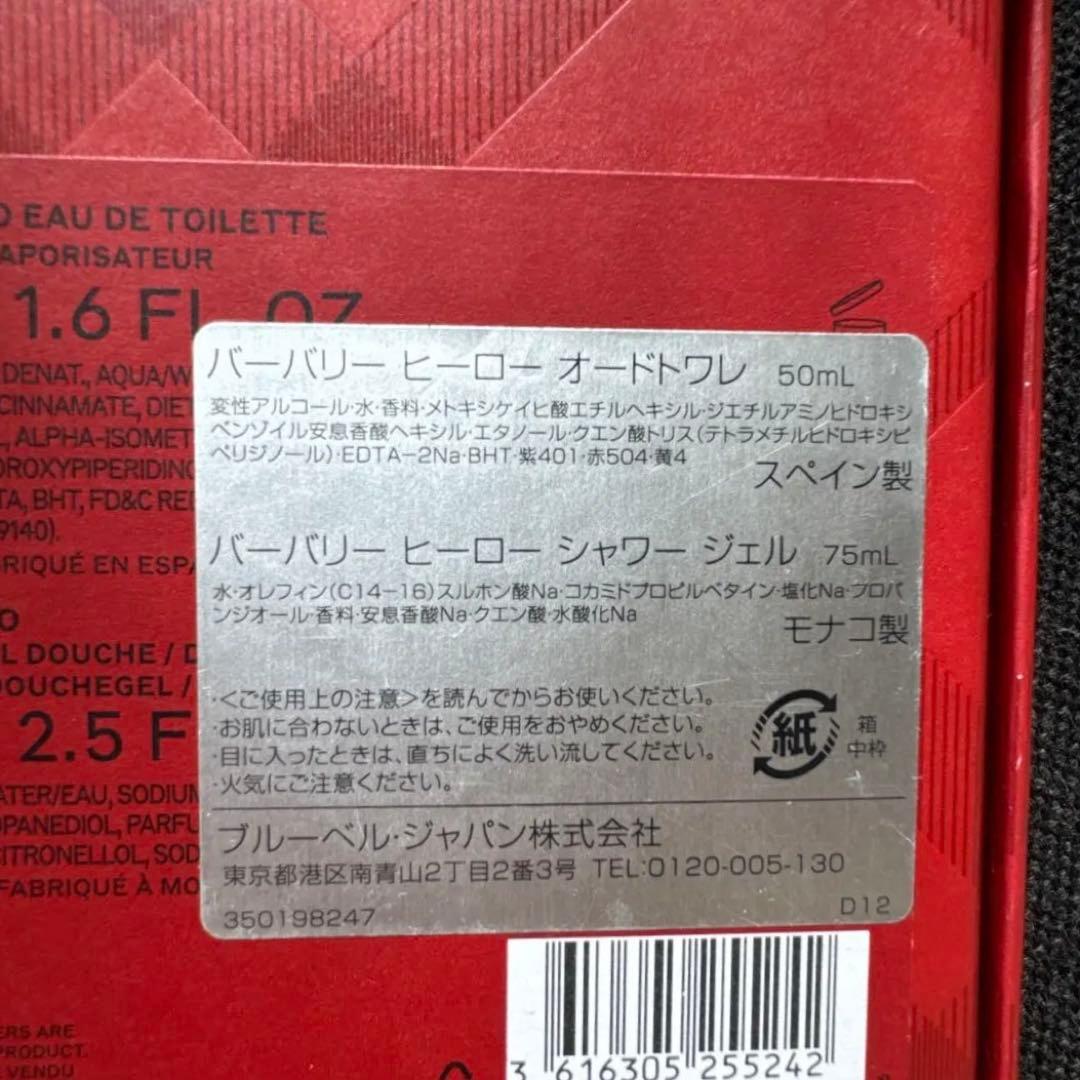 EAU DE TOILETTE
APORISATEUR
1.6 FL OZ
DENAT., AQUA/W
CINNAMATE, DIET
ALPHA-ISOMET
OROXYPIPERIDINO
TA, BHT, FD&C RE
9140).
BRIQUÉ EN ESPA
O
L DOUCHE / D
DOUCHEGEL /
2.5 F
ATER/EAU, SODIUM
OPANEDIOL, PARFU
CITRONELLOL, SOD
FABRIQUÉ À MO
バーバリー ヒーロー オードトワレ 50mL
変性アルコール・水・香料・メトキシケイヒ酸エチルヘキシル・ジエチルアミノヒドロキシ
ベンゾイル安息香酸ヘキシル・エタノール・クエン酸トリス(テトラメチルヒドロキシピ
ペリジノール)・EDTA-2Na・BHT・紫401・赤504・黄4
スペイン製
バーバリー ヒーロー シャワー ジェル 75mL
水・オレフィン(C14-16)スルホン酸Na・コカミドプロピルベタイン・塩化Na・プロパ
ンジオール・香料・安息香酸Na・クエン酸・水酸化Na
モナコ製
・<ご使用上の注意>を読んでからお使いください。
・お肌に合わないときは、ご使用をおやめください。
・目に入ったときは、直ちによく洗い流してください。
・火気にご注意ください。
紙
箱
中枠
ブルーベル・ジャパン株式会社
東京都港区南青山2丁目2番3号 TEL:0120-005-130
350198247
D12
3 616305 255242
ERS ARE
PRODUCT.
E VENDU